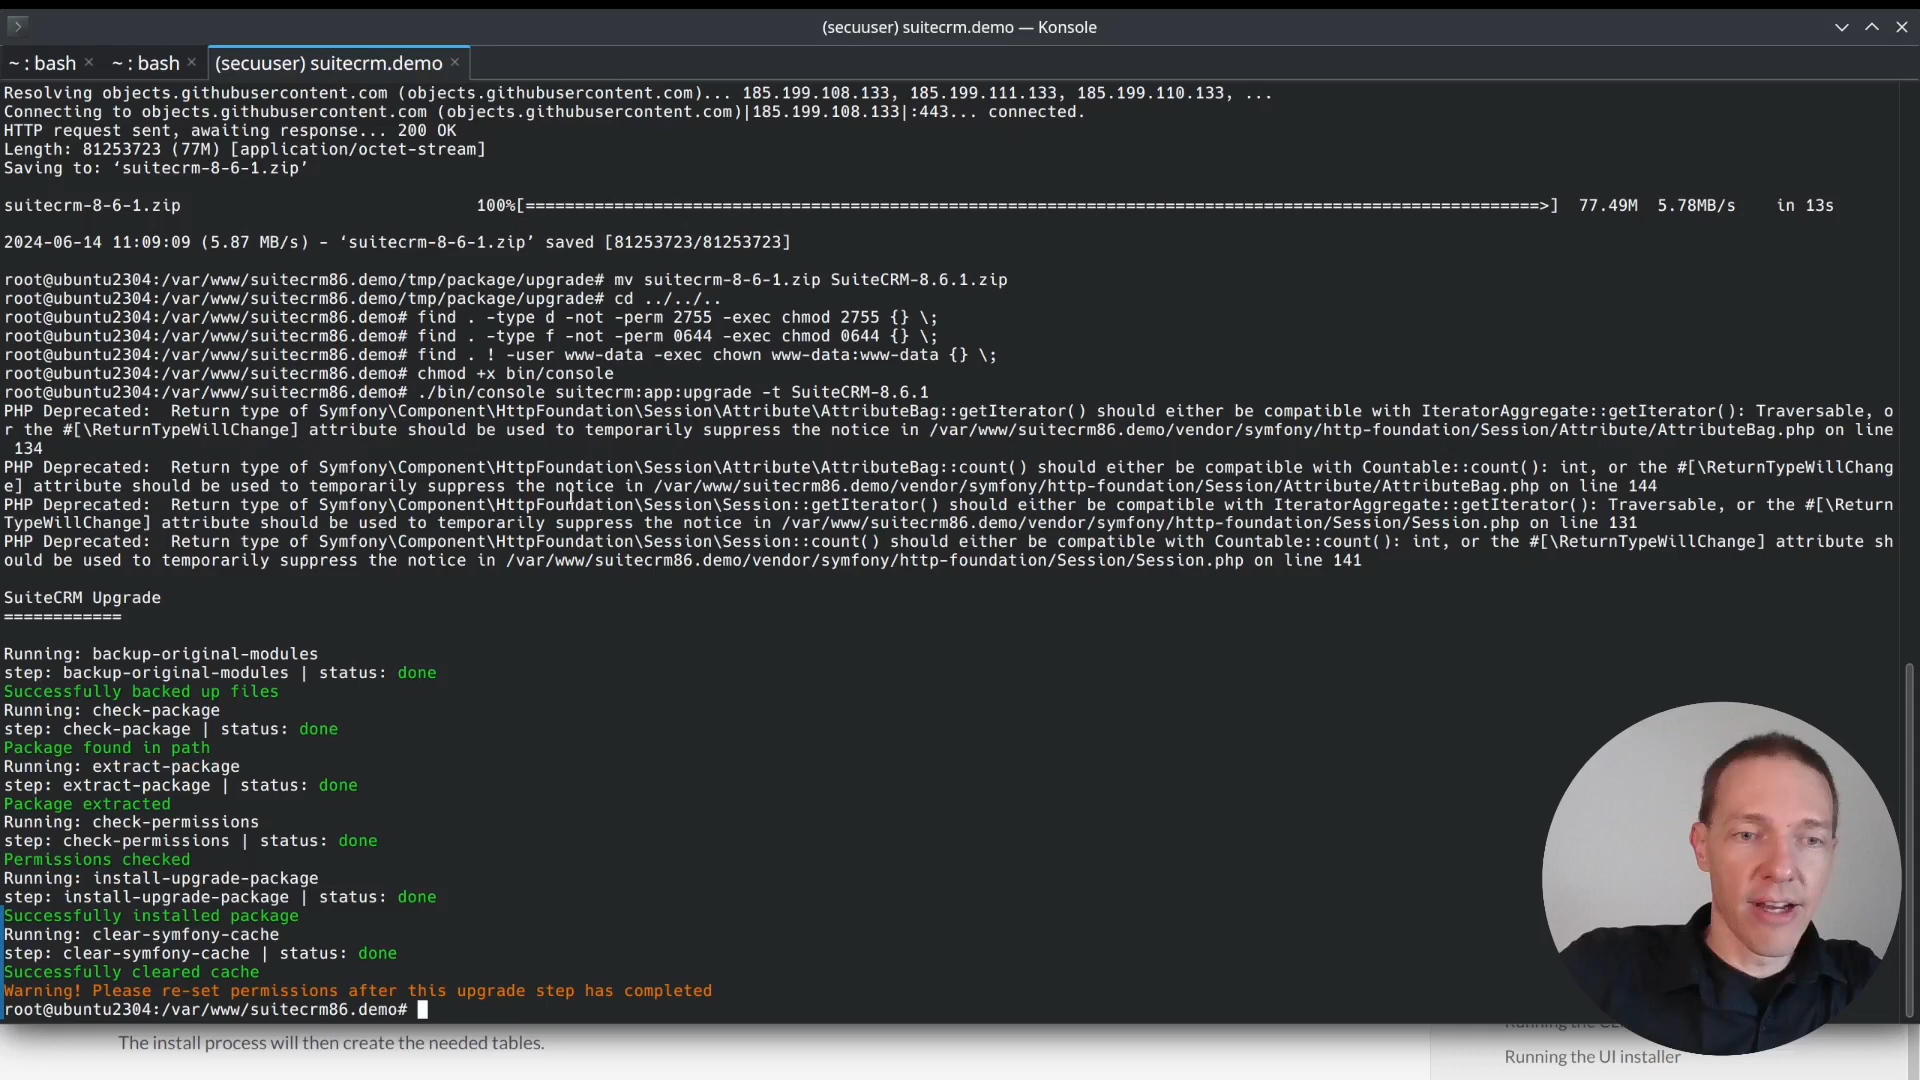 (secuuser) suitecrm.demo — Konsole
~ : bash × ~ : bash × (secuuser) suitecrm.demo ×
Resolving objects.githubusercontent.com (objects.githubusercontent.com)... 185.199.108.133, 185.199.111.133, 185.199.110.133, ...
Connecting to objects.githubusercontent.com (objects.githubusercontent.com)|185.199.108.133|:443... connected.
HTTP request sent, awaiting response... 200 OK
Length: 81253723 (77M) [application/octet-stream]
Saving to: ‘suitecrm-8-6-1.zip’
suitecrm-8-6-1.zip 100%[=========================================================================================================>] 77.49M 5.78MB/s in 13s
2024-06-14 11:09:09 (5.87 MB/s) - ‘suitecrm-8-6-1.zip’ saved [81253723/81253723]
root@ubuntu2304:/var/www/suitecrm86.demo/tmp/package/upgrade# mv suitecrm-8-6-1.zip SuiteCRM-8.6.1.zip
root@ubuntu2304:/var/www/suitecrm86.demo/tmp/package/upgrade# cd ../../..
root@ubuntu2304:/var/www/suitecrm86.demo# find . -type d -not -perm 2755 -exec chmod 2755 {} \;
root@ubuntu2304:/var/www/suitecrm86.demo# find . -type f -not -perm 0644 -exec chmod 0644 {} \;
root@ubuntu2304:/var/www/suitecrm86.demo# find . ! -user www-data -exec chown www-data:www-data {} \;
root@ubuntu2304:/var/www/suitecrm86.demo# chmod +x bin/console
root@ubuntu2304:/var/www/suitecrm86.demo# ./bin/console suitecrm:app:upgrade -t SuiteCRM-8.6.1
PHP Deprecated:  Return type of Symfony\Component\HttpFoundation\Session\Attribute\AttributeBag::getIterator() should either be compatible with IteratorAggregate::getIterator(): Traversable, o
r the #[\ReturnTypeWillChange] attribute should be used to temporarily suppress the notice in /var/www/suitecrm86.demo/vendor/symfony/http-foundation/Session/Attribute/AttributeBag.php on line
134
PHP Deprecated:  Return type of Symfony\Component\HttpFoundation\Session\Attribute\AttributeBag::count() should either be compatible with Countable::count(): int, or the #[\ReturnTypeWillChang
e] attribute should be used to temporarily suppress the notice in /var/www/suitecrm86.demo/vendor/symfony/http-foundation/Session/Attribute/AttributeBag.php on line 144
PHP Deprecated:  Return type of Symfony\Component\HttpFoundation\Session\Session::getIterator() should either be compatible with IteratorAggregate::getIterator(): Traversable, or the #[\Return
TypeWillChange] attribute should be used to temporarily suppress the notice in /var/www/suitecrm86.demo/vendor/symfony/http-foundation/Session/Session.php on line 131
PHP Deprecated:  Return type of Symfony\Component\HttpFoundation\Session\Session::count() should either be compatible with Countable::count(): int, or the #[\ReturnTypeWillChange] attribute sh
ould be used to temporarily suppress the notice in /var/www/suitecrm86.demo/vendor/symfony/http-foundation/Session/Session.php on line 141
SuiteCRM Upgrade
============
Running: backup-original-modules
step: backup-original-modules | status: done
Successfully backed up files
Running: check-package
step: check-package | status: done
Package found in path
Running: extract-package
step: extract-package | status: done
Package extracted
Running: check-permissions
step: check-permissions | status: done
Permissions checked
Running: install-upgrade-package
step: install-upgrade-package | status: done
Successfully installed package
Running: clear-symfony-cache
step: clear-symfony-cache | status: done
Successfully cleared cache
Warning! Please re-set permissions after this upgrade step has completed
root@ubuntu2304:/var/www/suitecrm86.demo#
The install process will then create the needed tables.
Running the UI installer